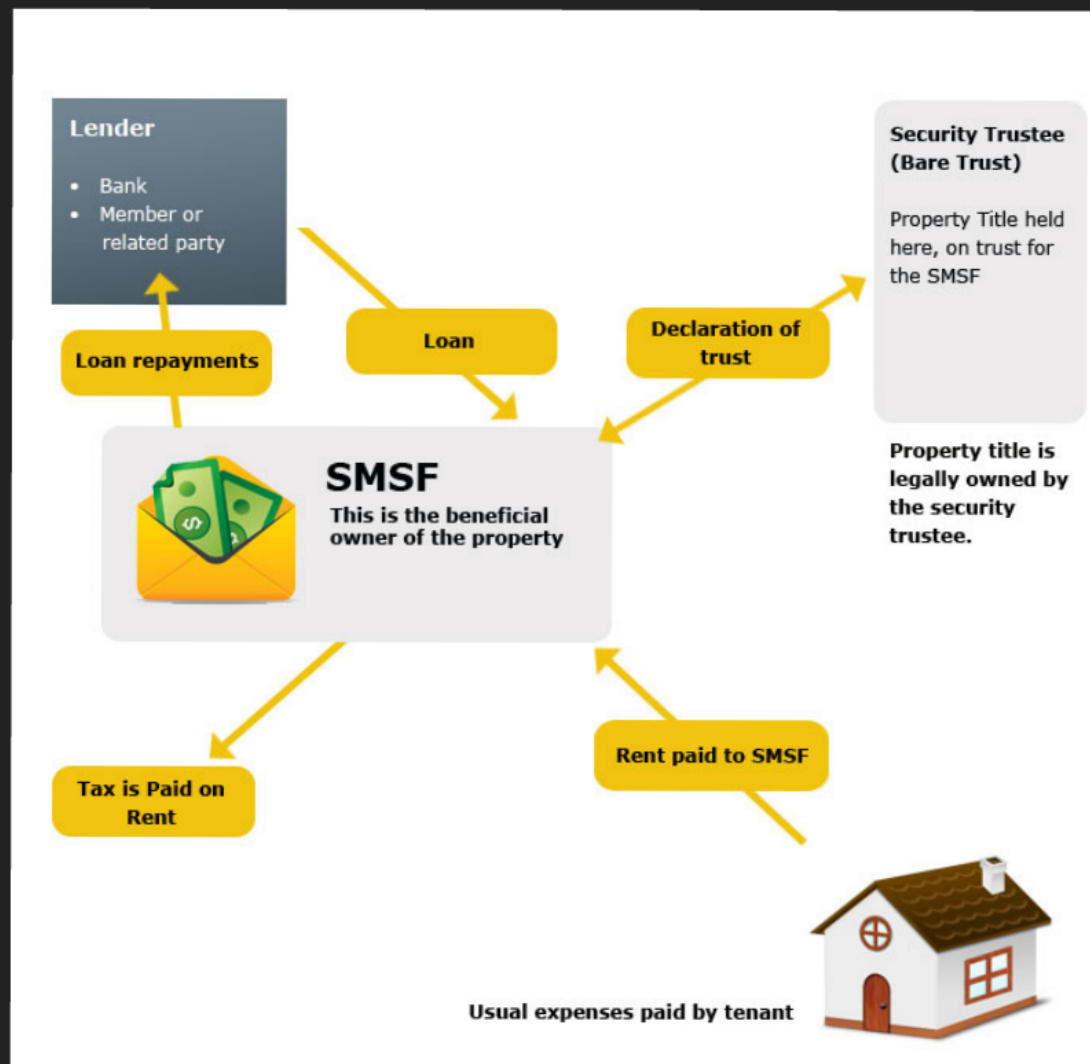 Lender
• Bank
• Member or
related party
Security Trustee
(Bare Trust)
Property Title held
here, on trust for
the SMSF
Loan repayments
Loan
Declaration of
trust
Property title is
legally owned by
the security
trustee.
SMSF
This is the beneficial
owner of the property
Tax is Paid on
Rent
Rent paid to SMSF
Usual expenses paid by tenant